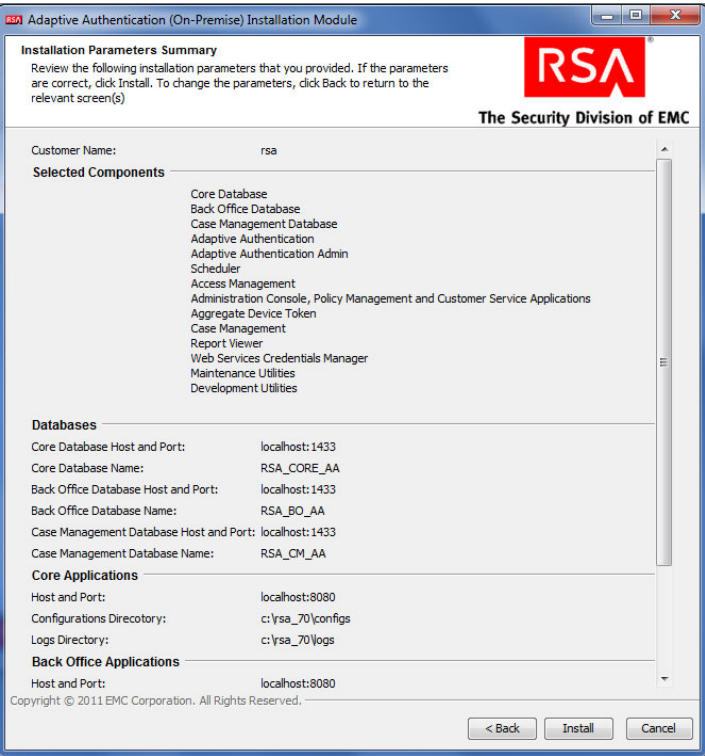 RSA Adaptive Authentication (On-Premise) Installation Module
Installation Parameters Summary
Review the following installation parameters that you provided. If the parameters
are correct, click Install. To change the parameters, click Back to return to the
relevant screen(s)
RSA®
The Security Division of EMC
Customer Name: rsa
Selected Components
Core Database
Back Office Database
Case Management Database
Adaptive Authentication
Adaptive Authentication Admin
Scheduler
Access Management
Administration Console, Policy Management and Customer Service Applications
Aggregate Device Token
Case Management
Report Viewer
Web Services Credentials Manager
Maintenance Utilities
Development Utilities
Databases
Core Database Host and Port: localhost:1433
Core Database Name: RSA_CORE_AA
Back Office Database Host and Port: localhost:1433
Back Office Database Name: RSA_BO_AA
Case Management Database Host and Port: localhost:1433
Case Management Database Name: RSA_CM_AA
Core Applications
Host and Port: localhost:8080
Configurations Direcotory: c:\rsa_70\configs
Logs Directory: c:\rsa_70\logs
Back Office Applications
Host and Port: localhost:8080
Copyright © 2011 EMC Corporation. All Rights Reserved.
< Back Install Cancel